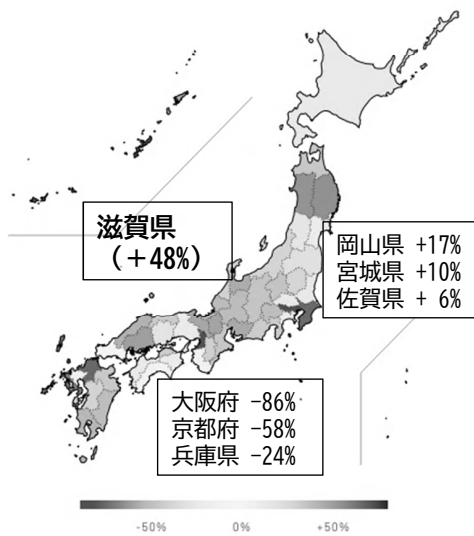 滋賀県
（＋48%）
岡山県 +17%
宮城県 +10%
佐賀県 + 6%
大阪府 -86%
京都府 -58%
兵庫県 -24%
-50% 0% +50%